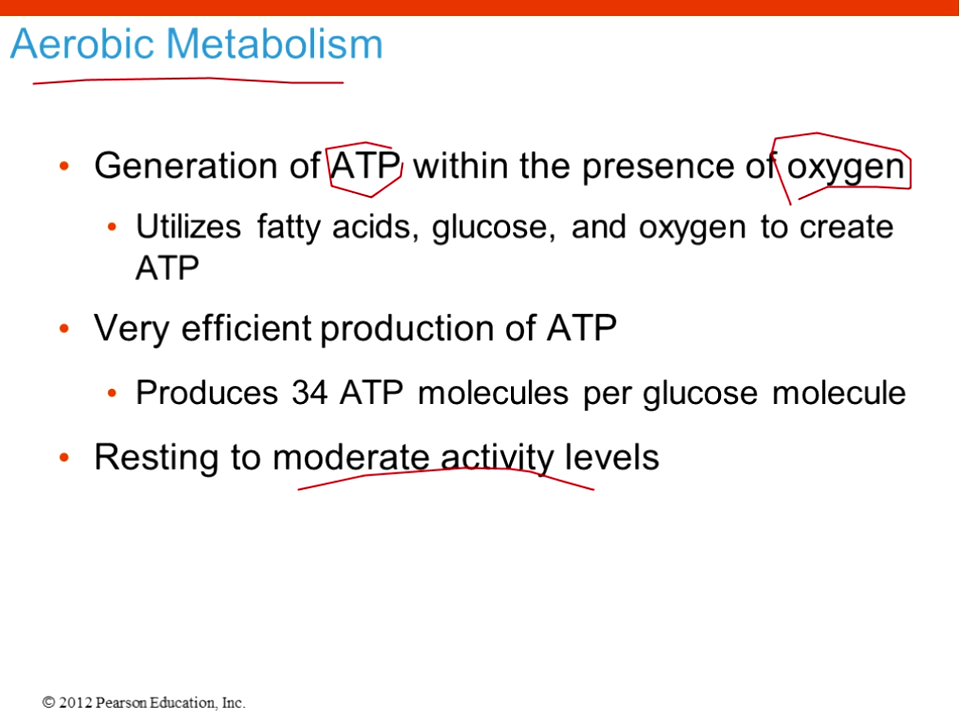 Aerobic Metabolism
• Generation of ATP within the presence of oxygen
• Utilizes fatty acids, glucose, and oxygen to create
ATP
• Very efficient production of ATP
• Produces 34 ATP molecules per glucose molecule
• Resting to moderate activity levels
© 2012 Pearson Education, Inc.